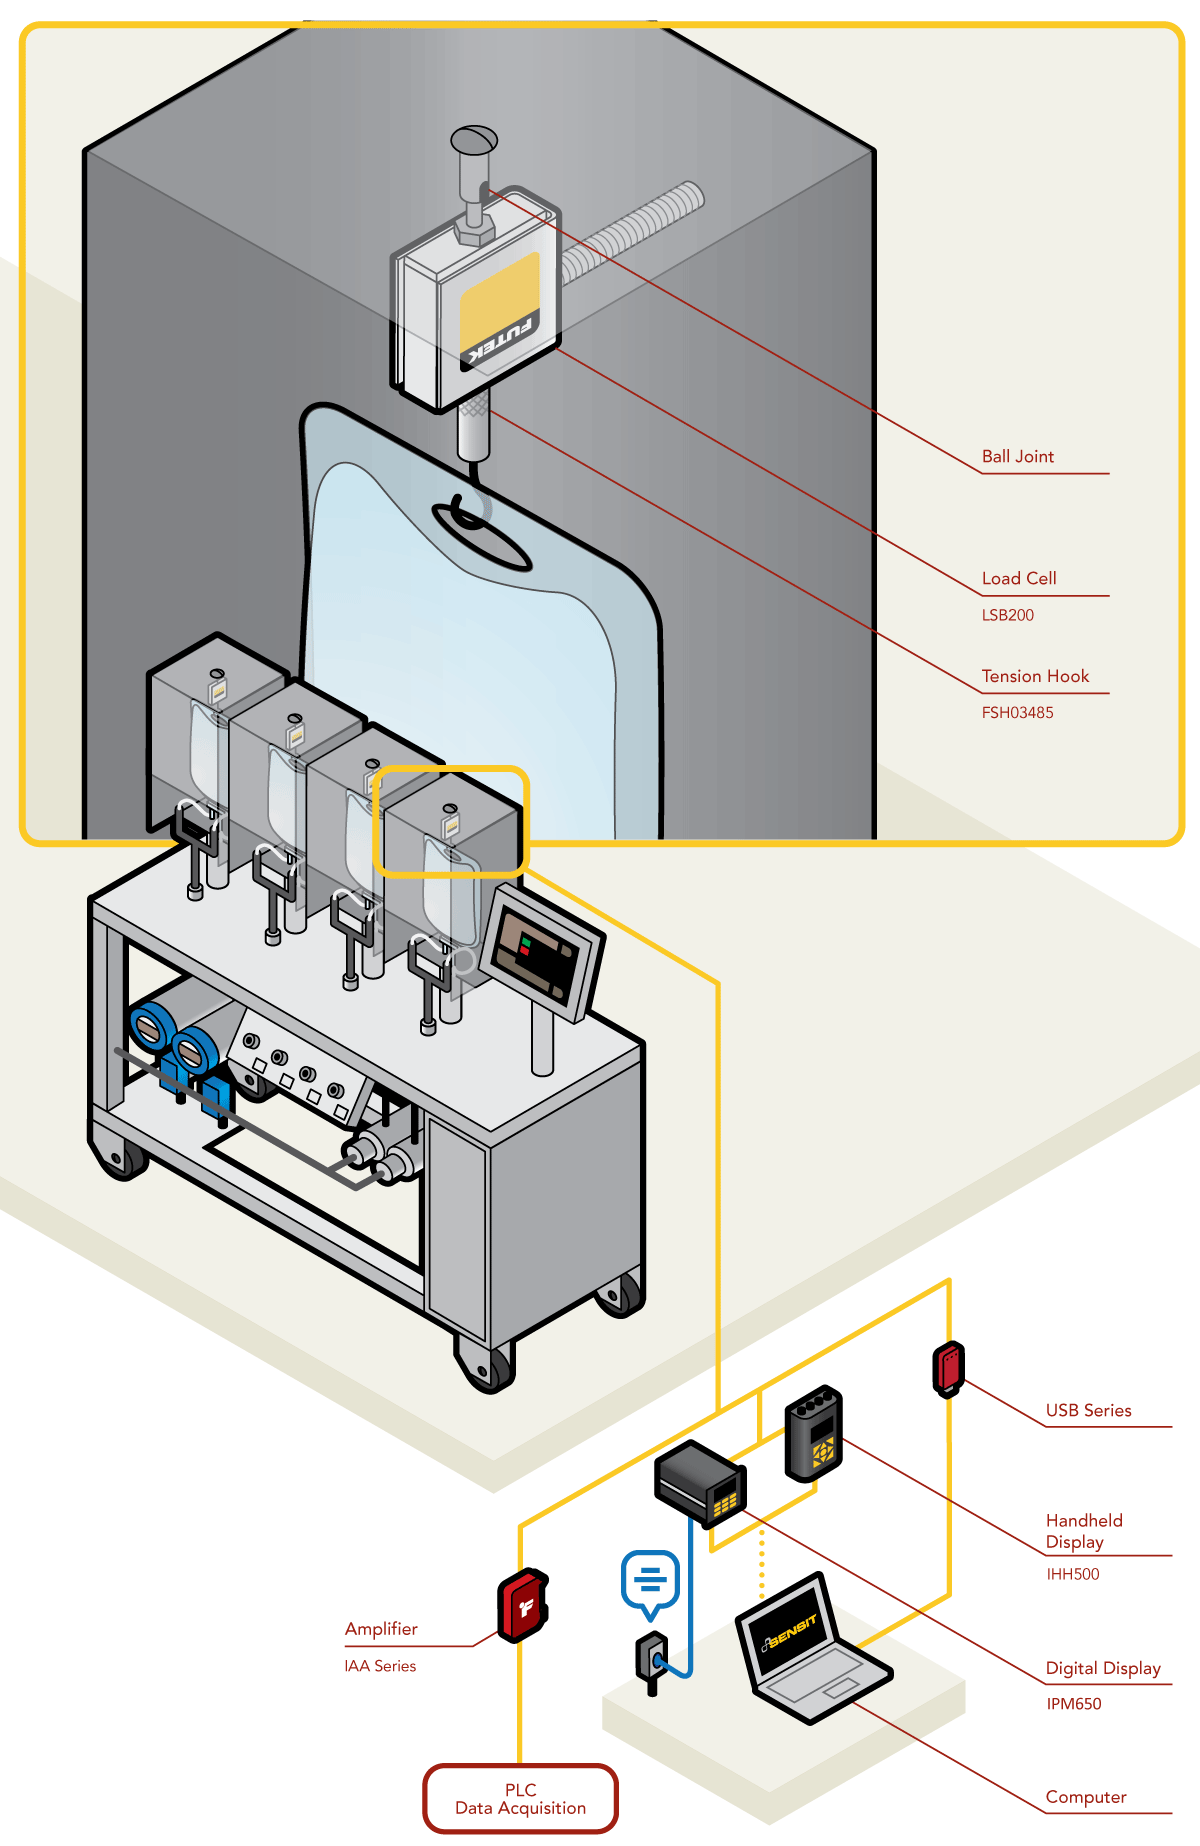 FUTEK
Ball Joint
Load Cell
LSB200
Tension Hook
FSH03485
USB Series
Handheld
Display
IHH500
SENSIT
Amplifier
IAA Series
Digital Display
IPM650
PLC
Data Acquisition
Computer